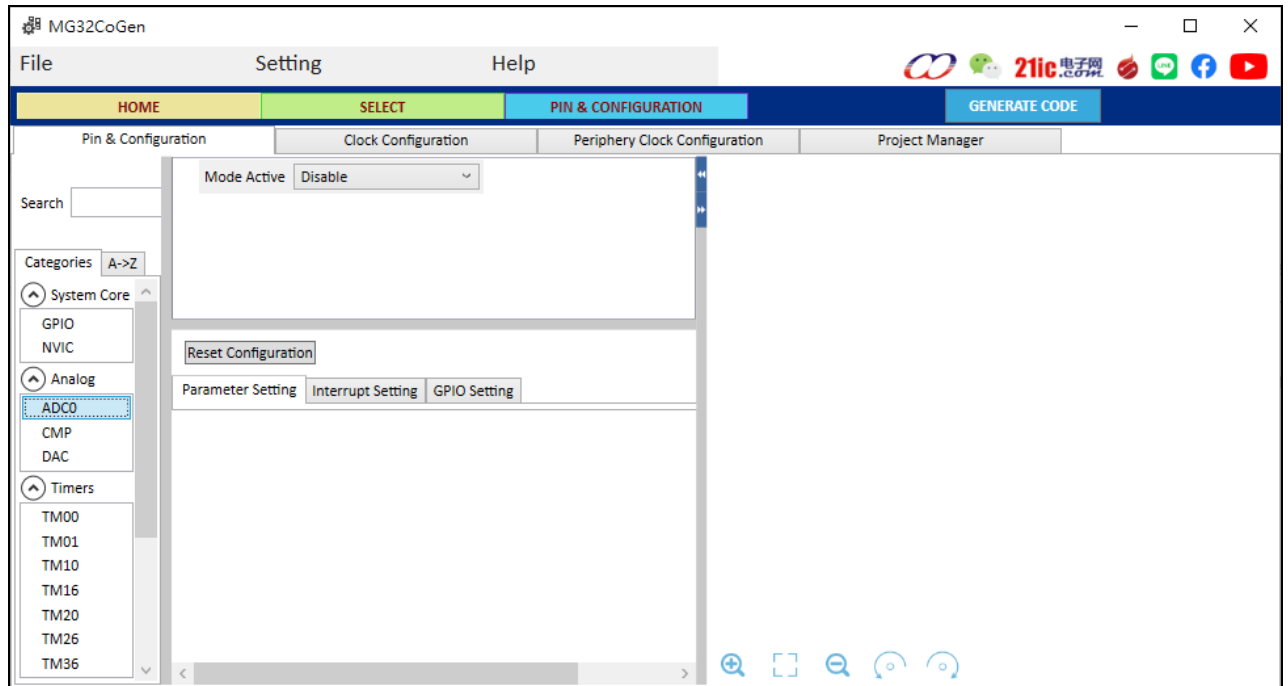 MG32CoGen
File Setting Help
21ic电子网
.com
LINE
HOME SELECT PIN & CONFIGURATION GENERATE CODE
Pin & Configuration Clock Configuration Periphery Clock Configuration Project Manager
Mode Active Disable
Search
Categories A->Z
System Core
GPIO
NVIC
Reset Configuration
Analog
Parameter Setting Interrupt Setting GPIO Setting
ADC0
CMP
DAC
Timers
TM00
TM01
TM10
TM16
TM20
TM26
TM36